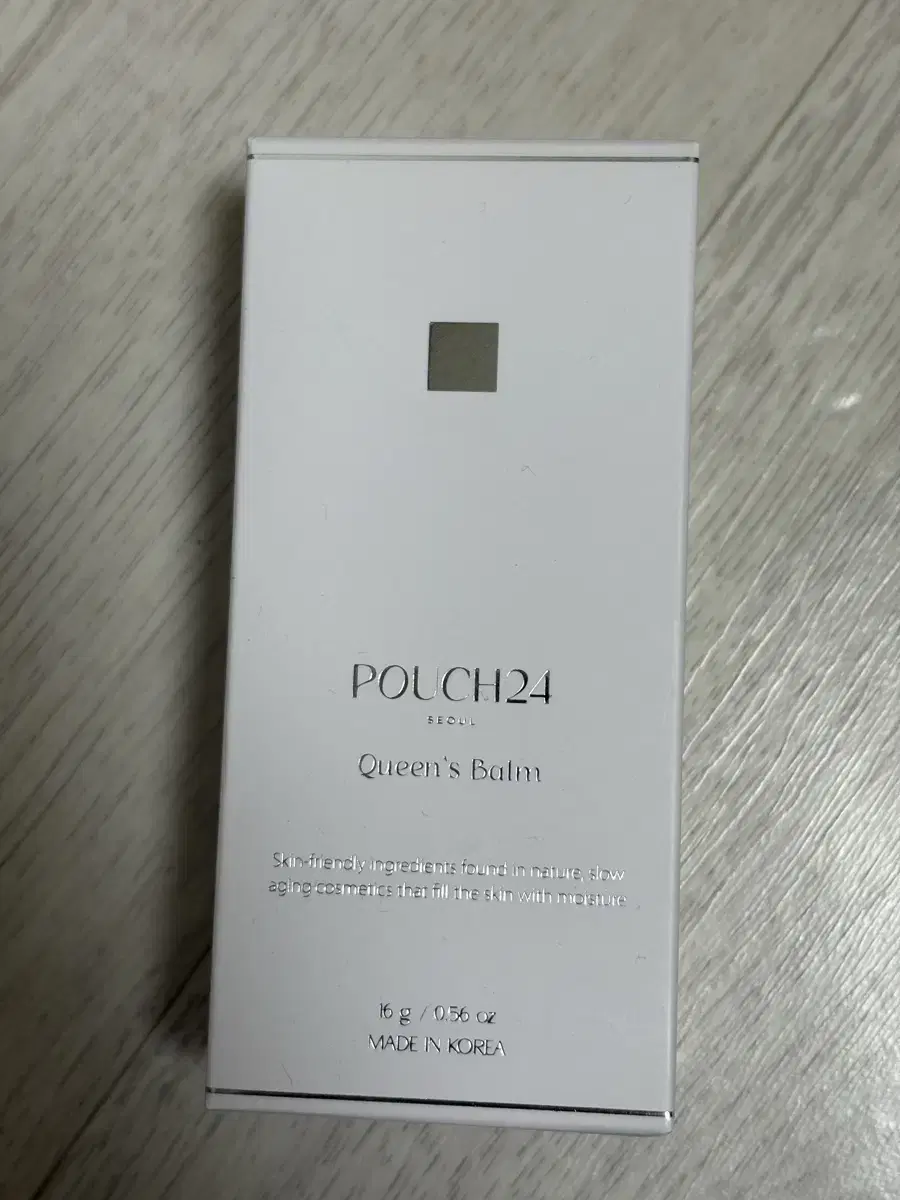 POUCH24
SEOUL
Queen's Balm
Skin-friendly ingredients found in nature, slow
aging cosmetics that fill the skin with moisture
16 g / 0.56 oz
MADE IN KOREA